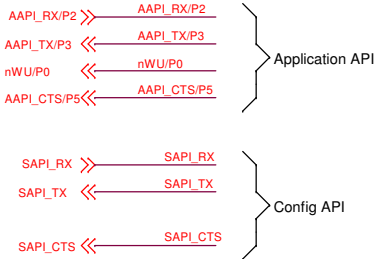 AAPI_RX/P2 AAPI_RX/P2
AAPI_TX/P3 AAPI_TX/P3
nWU/P0 nWU/P0
AAPI_CTS/P5 AAPI_CTS/P5
Application API
SAPI_RX SAPI_RX
SAPI_TX SAPI_TX
SAPI_CTS SAPI_CTS
Config API